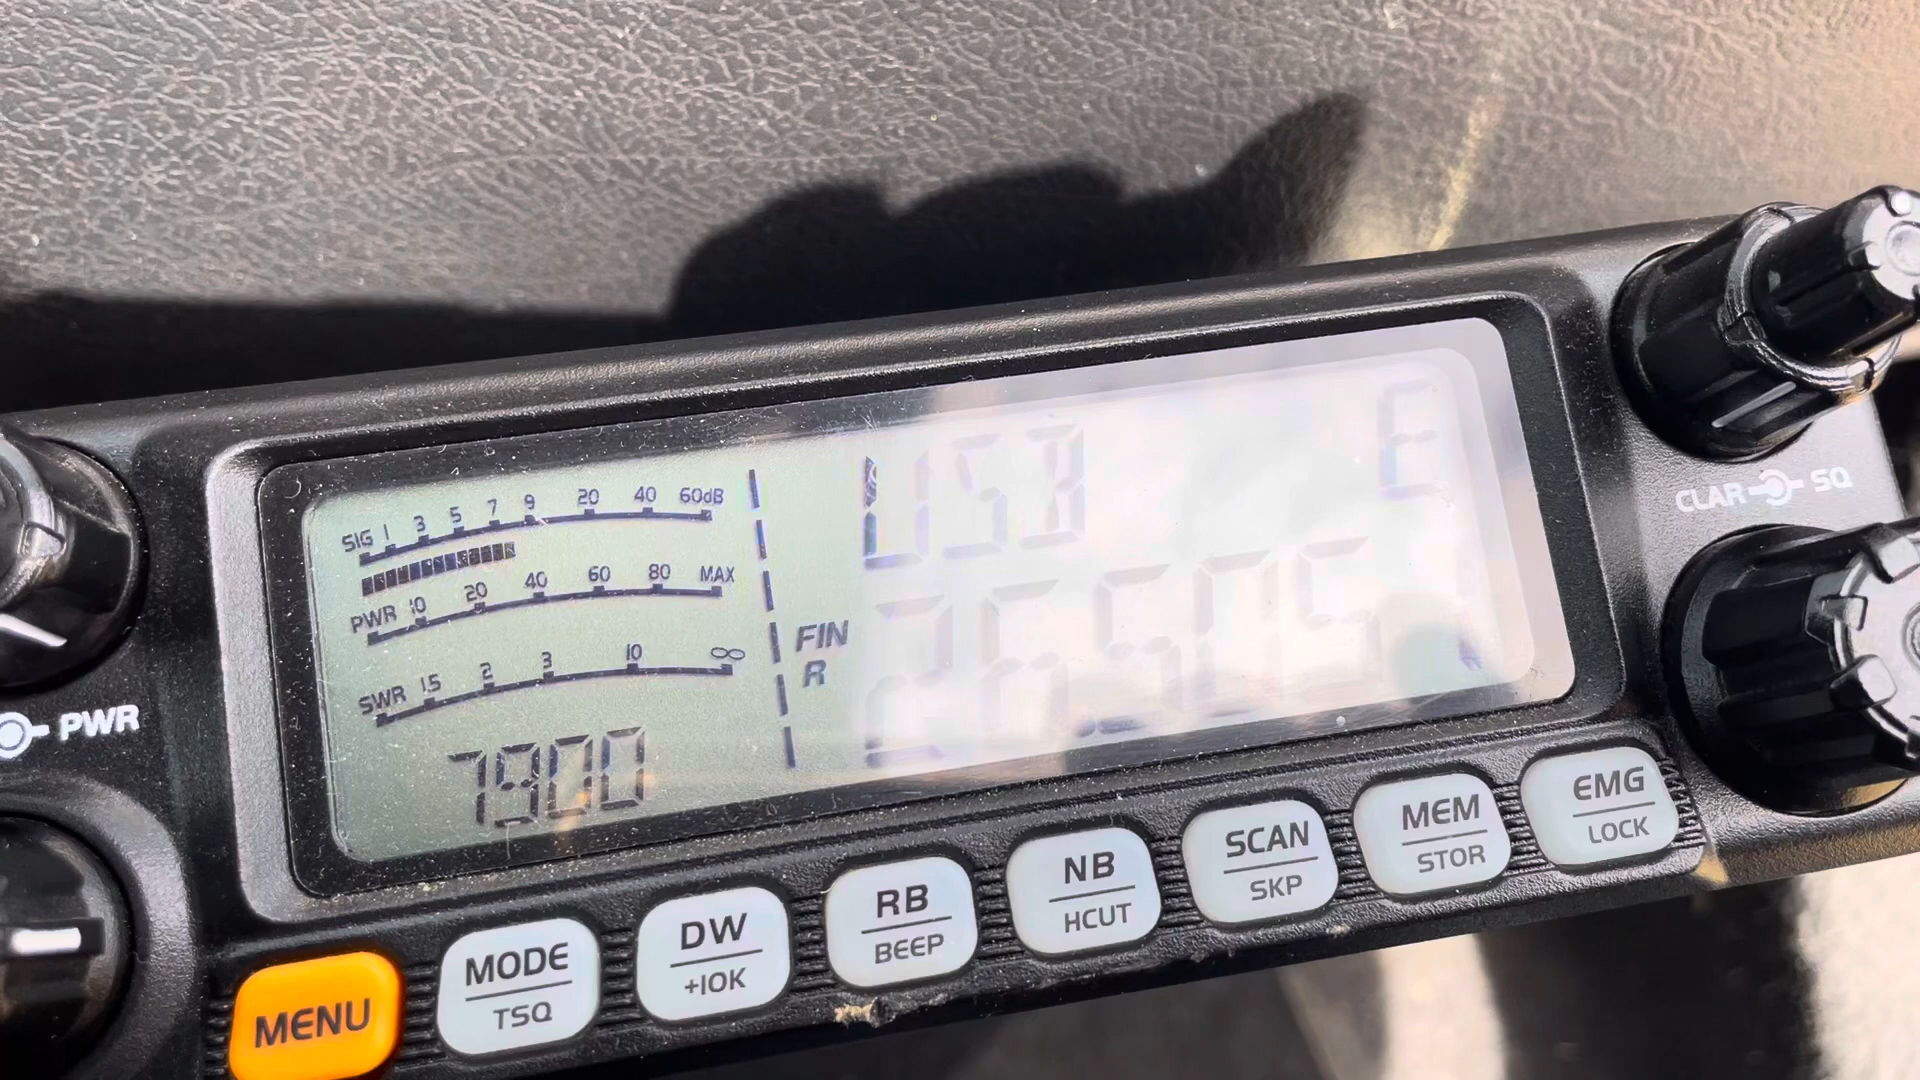 SIG 1 3 5 7 9 20 40 60dB
PWR 10 20 40 60 80 MAX
SWR 1.5 2 3 10 ∞
7900
USB E
FIN
R
26.505
PWR
CLAR SQ
MENU
MODE
TSQ
DW
+10K
RB
BEEP
NB
HCUT
SCAN
SKP
MEM
STOR
EMG
LOCK